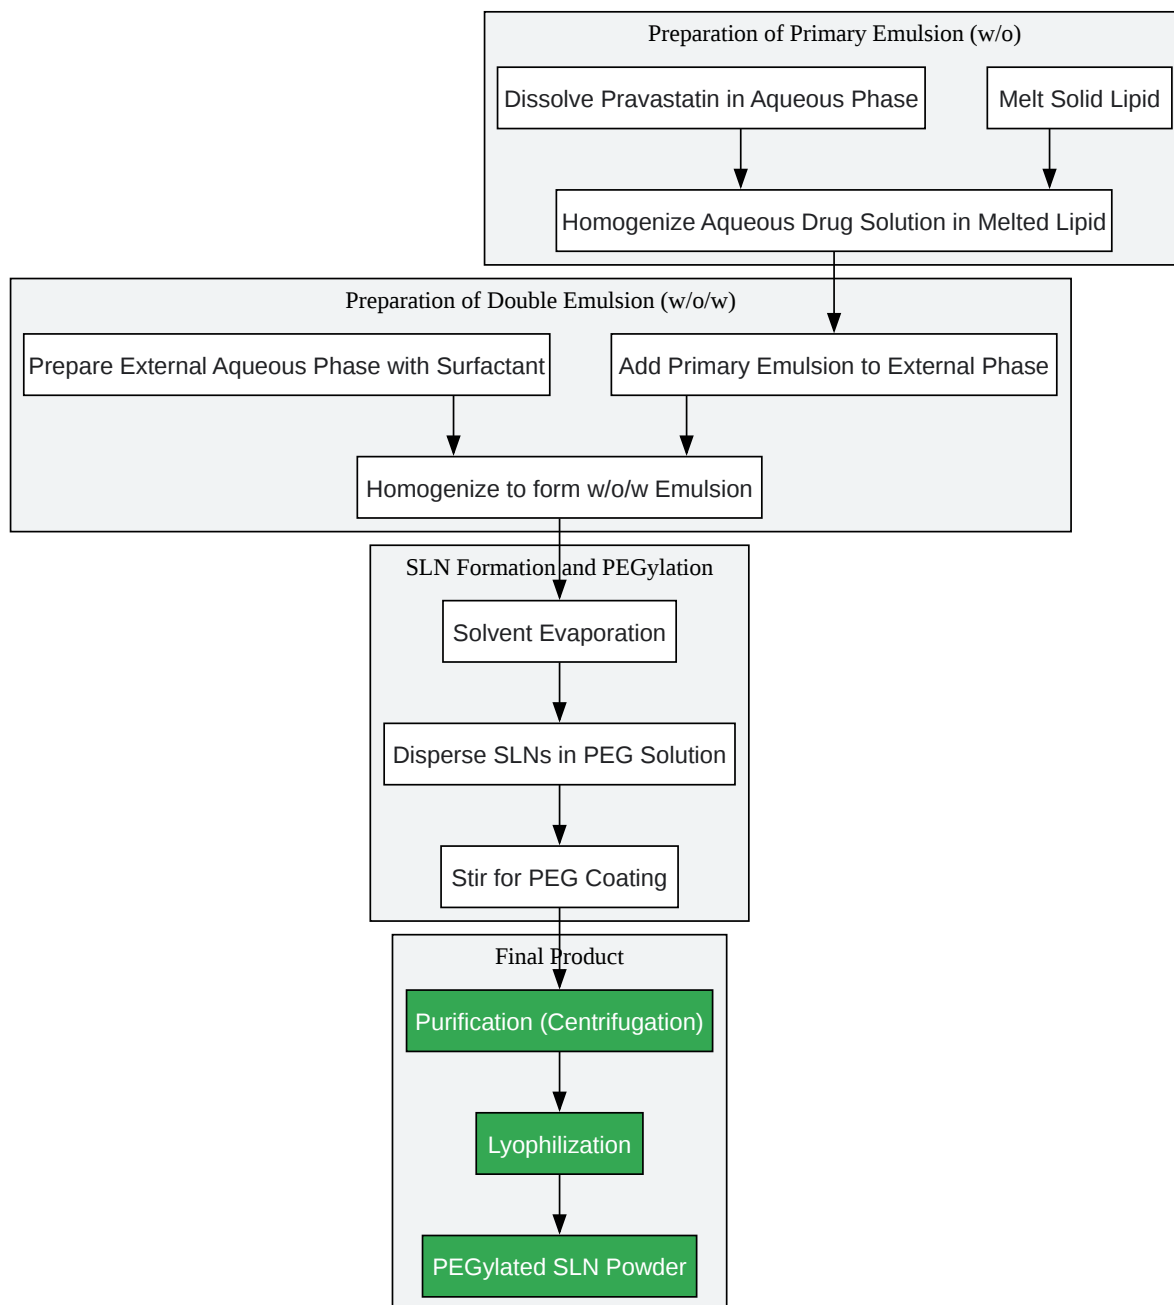 Preparation of Primary Emulsion (w/o)
Dissolve Pravastatin in Aqueous Phase
Melt Solid Lipid
Homogenize Aqueous Drug Solution in Melted Lipid
Preparation of Double Emulsion (w/o/w)
Prepare External Aqueous Phase with Surfactant
Add Primary Emulsion to External Phase
Homogenize to form w/o/w Emulsion
SLN Formation and PEGylation
Solvent Evaporation
Disperse SLNs in PEG Solution
Stir for PEG Coating
Final Product
Purification (Centrifugation)
Lyophilization
PEGylated SLN Powder